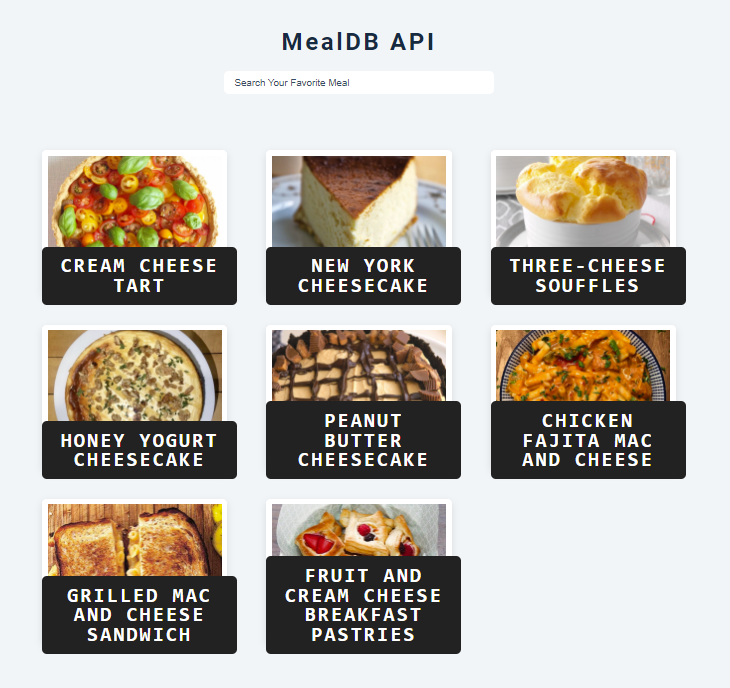 MealDB API
Search Your Favorite Meal
CREAM CHEESE
TART
NEW YORK
CHEESECAKE
THREE-CHEESE
SOUFFLES
HONEY YOGURT
CHEESECAKE
PEANUT
BUTTER
CHEESECAKE
CHICKEN
FAJITA MAC
AND CHEESE
GRILLED MAC
AND CHEESE
SANDWICH
FRUIT AND
CREAM CHEESE
BREAKFAST
PASTRIES